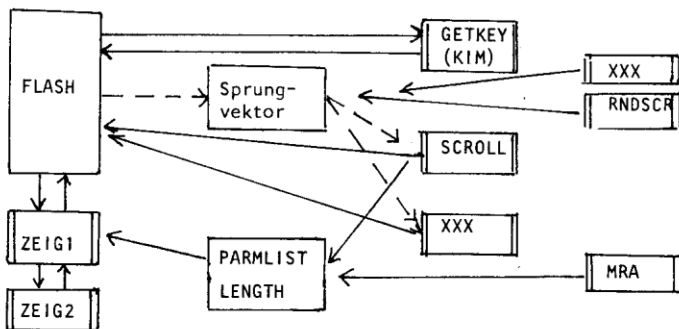 GETKEY
(KIM)
FLASH
Sprung-
vektor
XXX
RNDSCR
SCROLL
XXX
ZEIG1
PARMLIST
LENGTH
MRA
ZEIG2